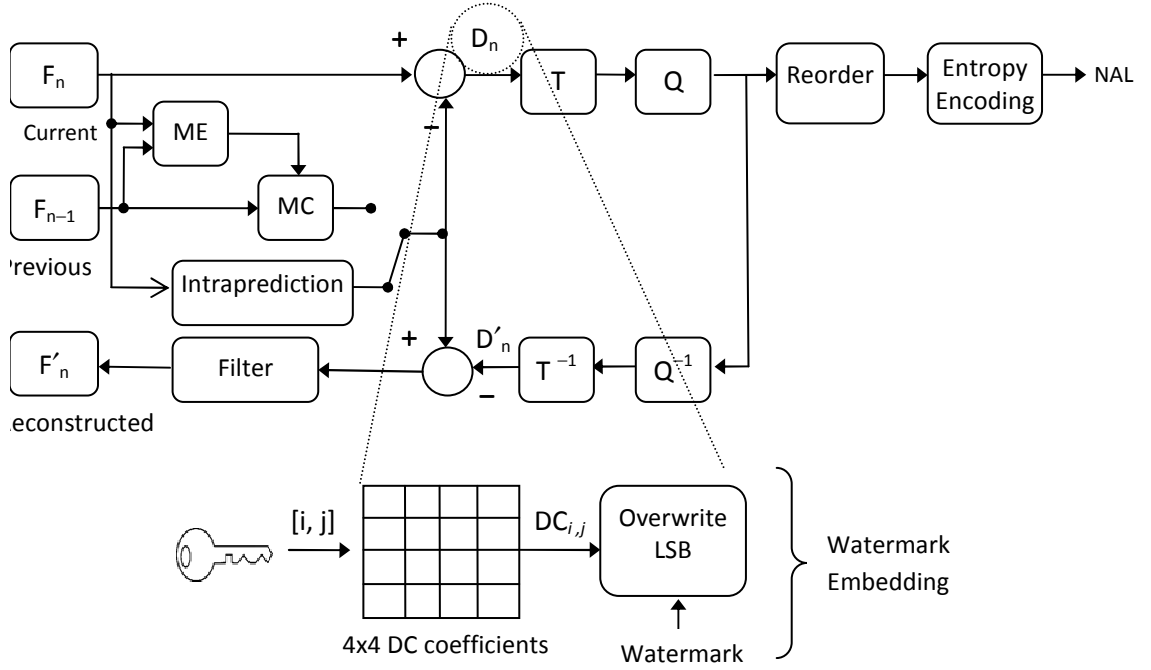 + Dn
Fn T Q Reorder Entropy Encoding NAL
Current ME −
Fn−1 MC
Previous
Intraprediction
+ D′n
F′n Filter T −1 Q−1
−
econstructed
[i, j] DCi,j Overwrite LSB
Watermark Embedding
4x4 DC coefficients Watermark